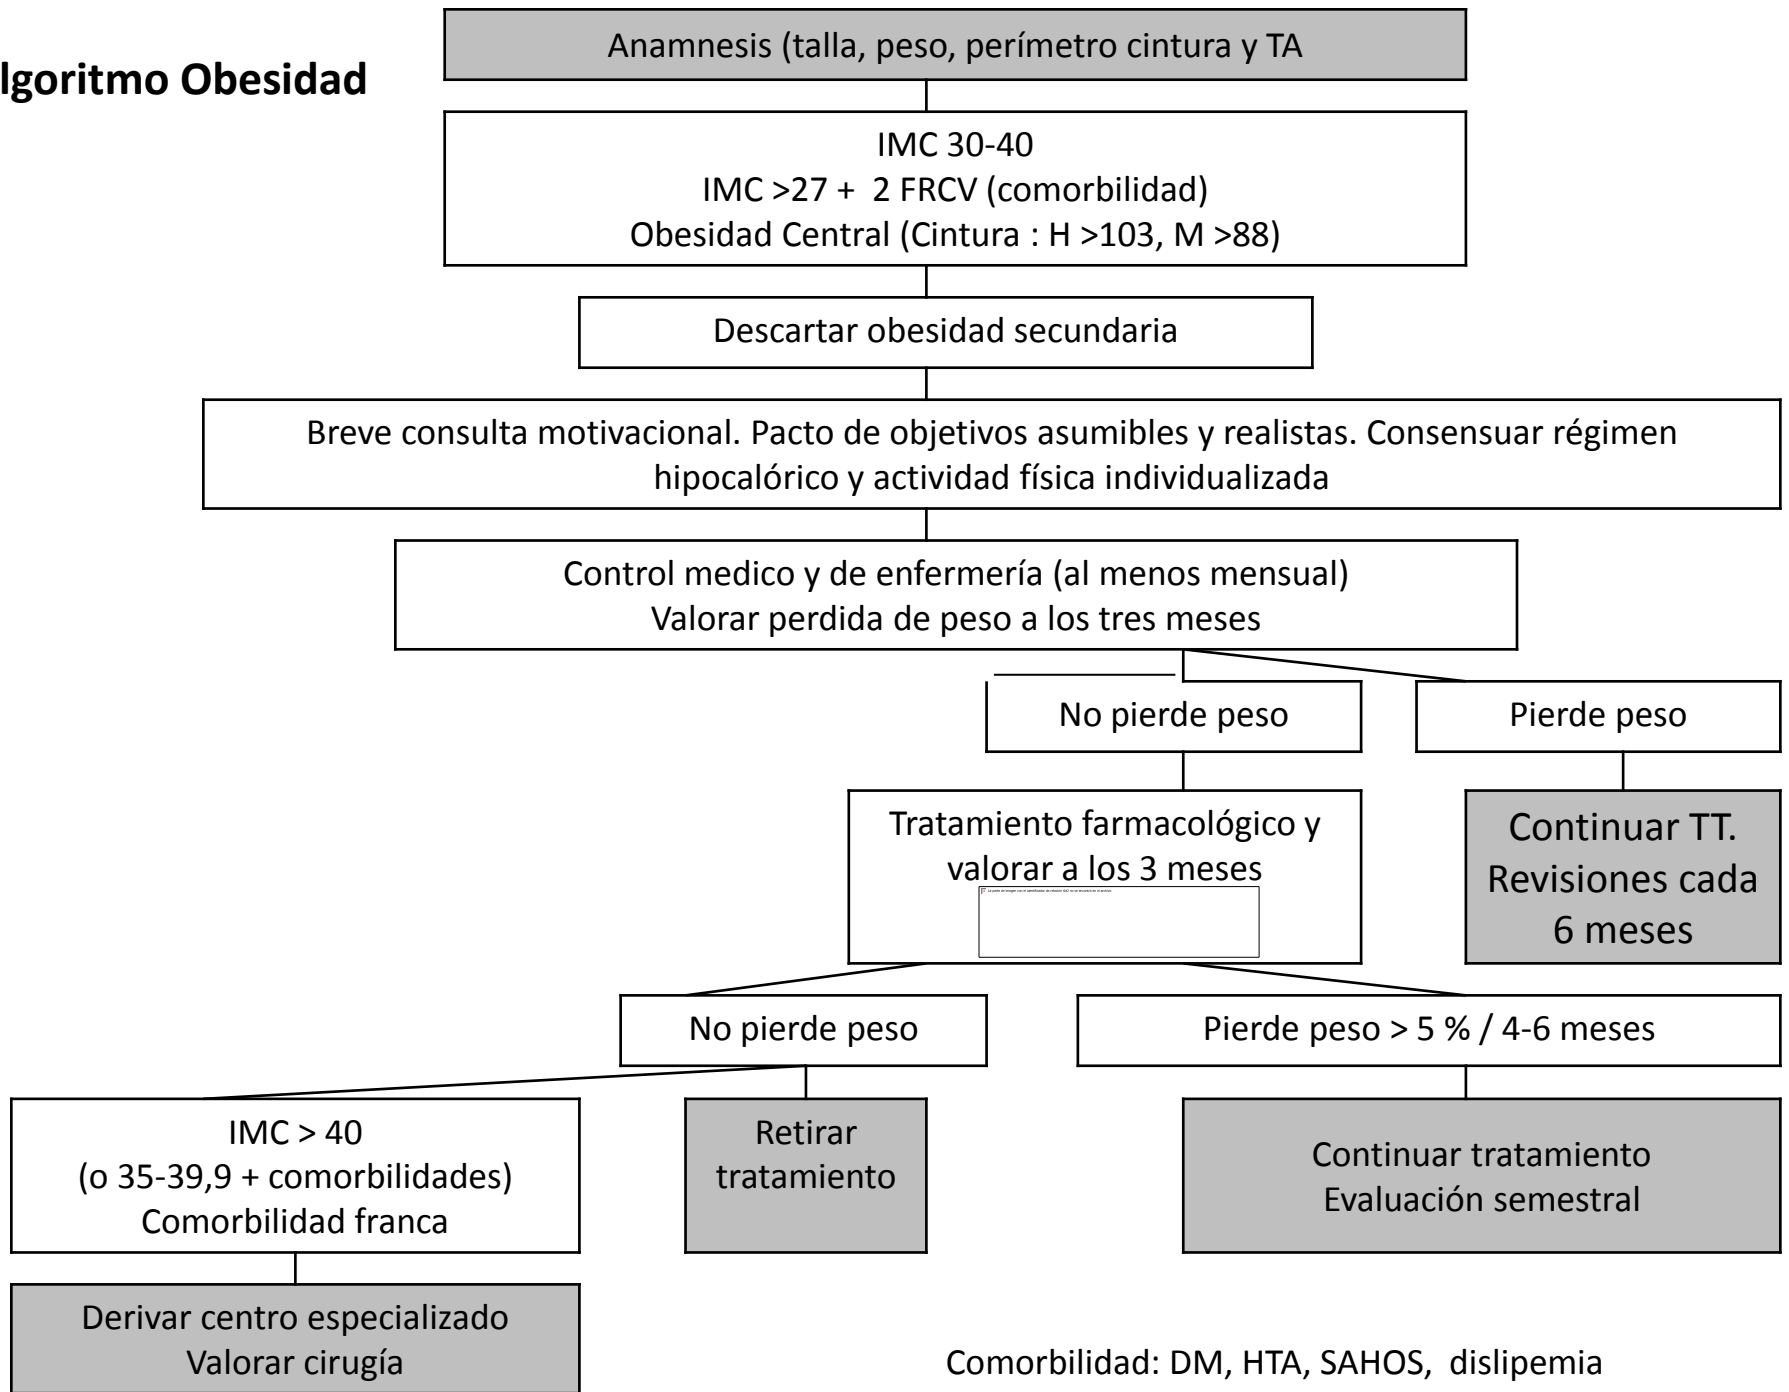 lgoritmo Obesidad
Anamnesis (talla, peso, perímetro cintura y TA
IMC 30-40
IMC >27 + 2 FRCV (comorbilidad)
Obesidad Central (Cintura : H >103, M >88)
Descartar obesidad secundaria
Breve consulta motivacional. Pacto de objetivos asumibles y realistas. Consensuar régimen
hipocalórico y actividad física individualizada
Control medico y de enfermería (al menos mensual)
Valorar perdida de peso a los tres meses
No pierde peso
Pierde peso
Tratamiento farmacológico y
valorar a los 3 meses
Continuar TT.
Revisiones cada
6 meses
No pierde peso
Pierde peso > 5 % / 4-6 meses
IMC > 40
(o 35-39,9 + comorbilidades)
Comorbilidad franca
Retirar
tratamiento
Continuar tratamiento
Evaluación semestral
Derivar centro especializado
Valorar cirugía
Comorbilidad: DM, HTA, SAHOS, dislipemia